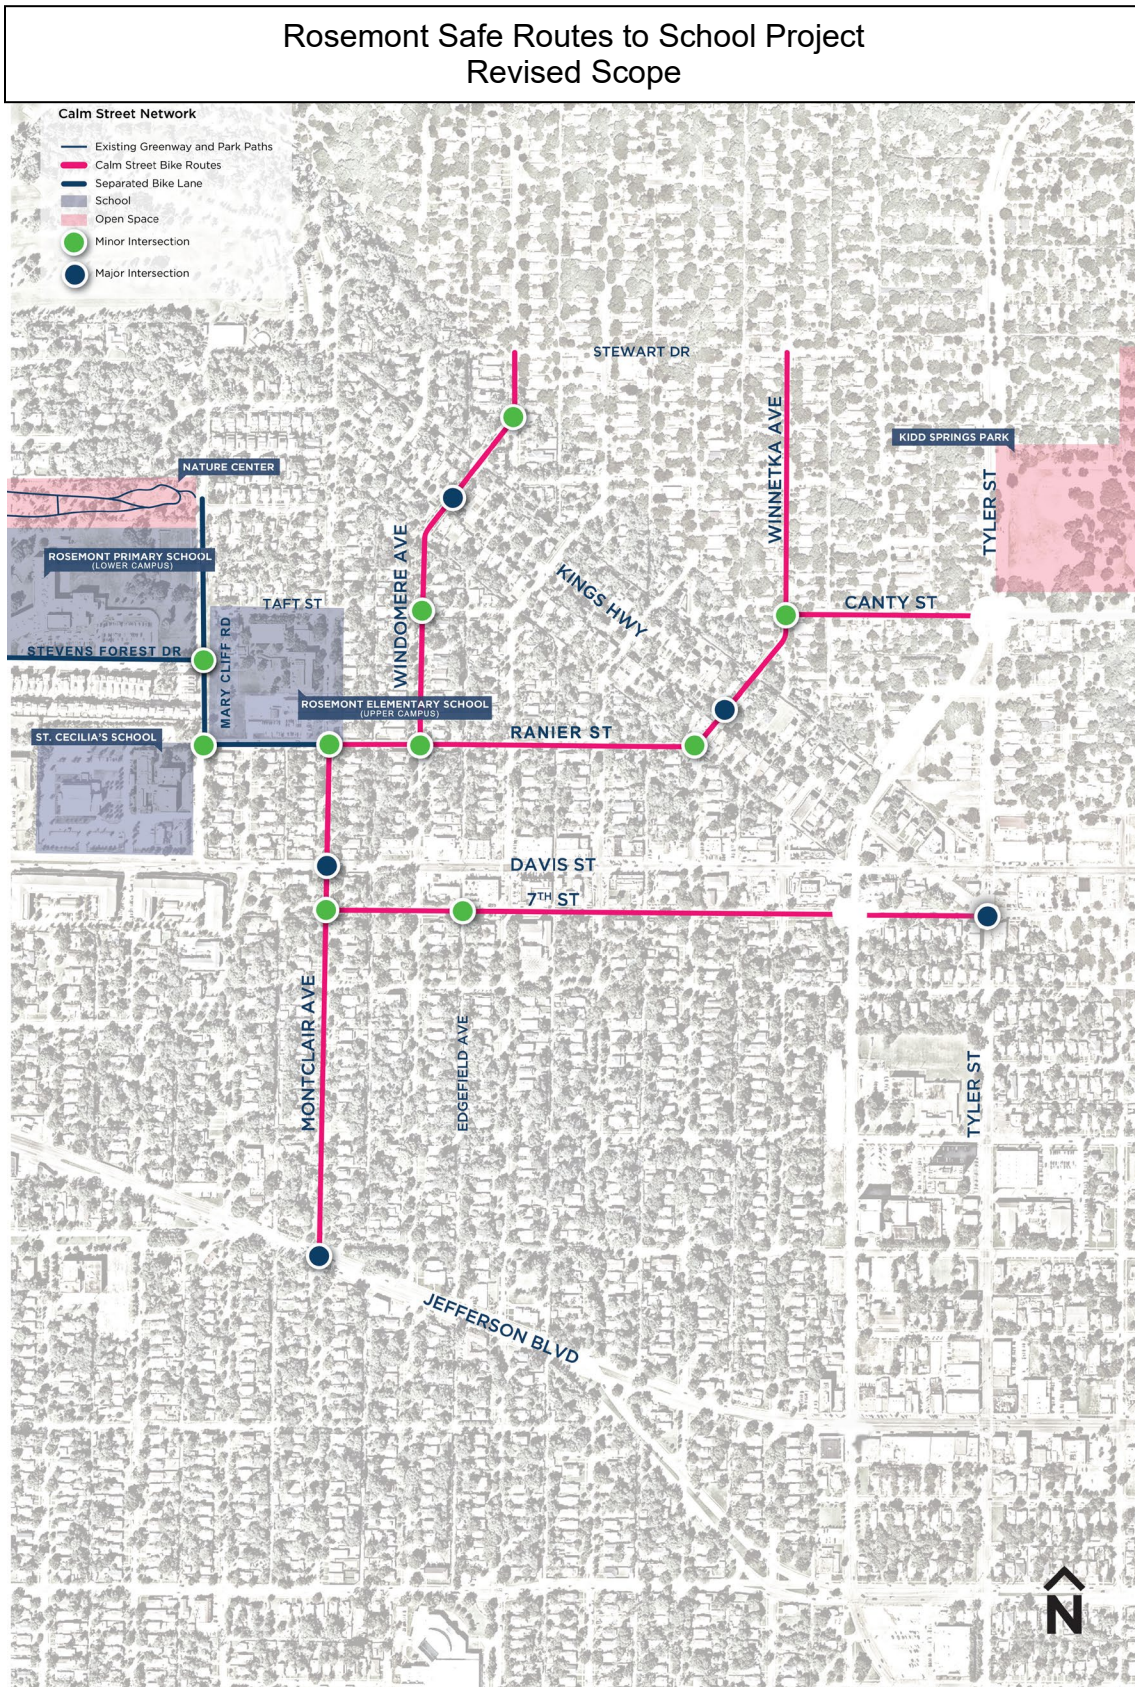 Rosemont Safe Routes to School Project
Revised Scope
Calm Street Network
Existing Greenway and Park Paths
Calm Street Bike Routes
Separated Bike Lane
School
Open Space
Minor Intersection
Major Intersection
STEWART DR
WINNETKA AVE
KIDD SPRINGS PARK
NATURE CENTER
TYLER ST
WINDOMERE AVE
ROSEMONT PRIMARY SCHOOL
(LOWER CAMPUS)
KINGS HWY
TAFT ST
CANTY ST
STEVENS FOREST DR
MARY CLIFF RD
ROSEMONT ELEMENTARY SCHOOL
(UPPER CAMPUS)
ST. CECILIA'S SCHOOL
RANIER ST
DAVIS ST
7TH ST
MONTCLAIR AVE
EDGEFIELD AVE
TYLER ST
JEFFERSON BLVD
N